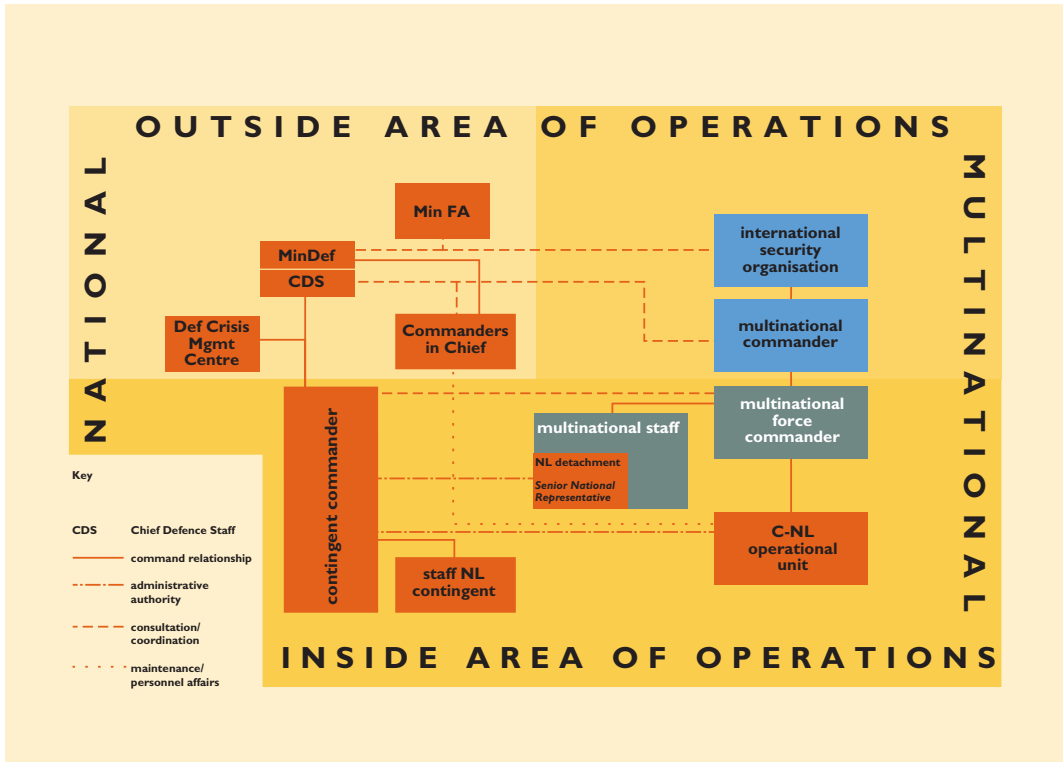 OUTSIDE AREA OF OPERATIONS
NATIONAL
MULTINATIONAL
Min FA
MinDef
CDS
international
security
organisation
Def Crisis
Mgmt
Centre
Commanders
in Chief
multinational
commander
contingent commander
multinational
force
commander
multinational staff
NL detachment
Senior National
Representative
C-NL
operational
unit
staff NL
contingent
Key
CDS Chief Defence Staff
command relationship
administrative
authority
consultation/
coordination
maintenance/
personnel affairs
INSIDE AREA OF OPERATIONS